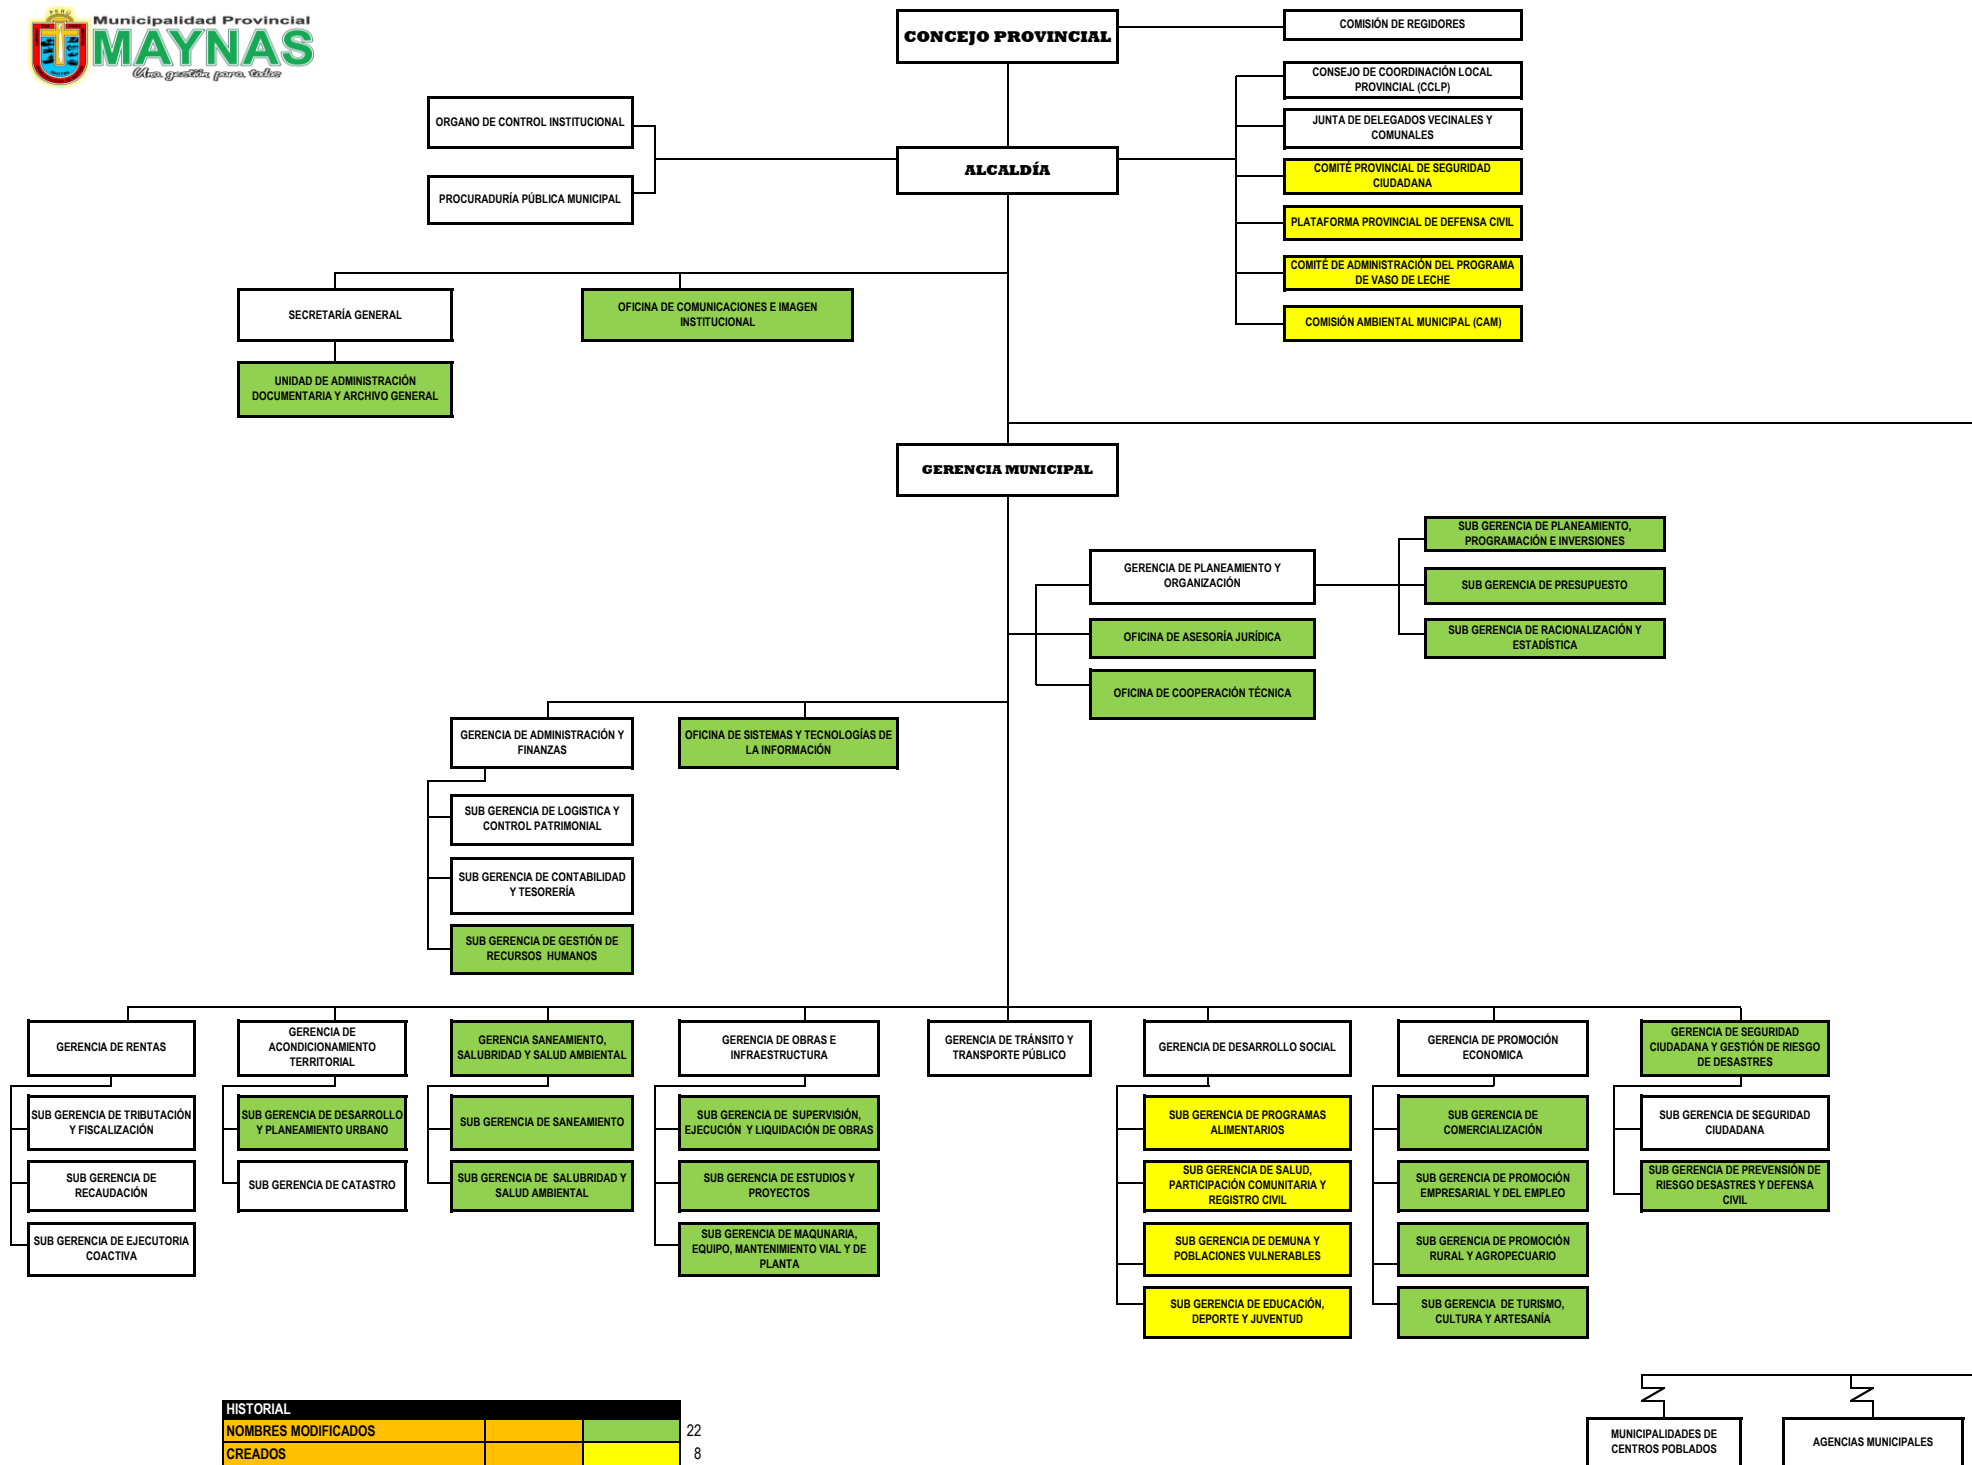 PERÚ
Municipalidad Provincial
MAYNAS
Una gestión para todos
CONCEJO PROVINCIAL
COMISIÓN DE REGIDORES
CONSEJO DE COORDINACIÓN LOCAL
PROVINCIAL (CCLP)
JUNTA DE DELEGADOS VECINALES Y
COMUNALES
COMITÉ PROVINCIAL DE SEGURIDAD
CIUDADANA
PLATAFORMA PROVINCIAL DE DEFENSA CIVIL
COMITÉ DE ADMINISTRACIÓN DEL PROGRAMA
DE VASO DE LECHE
COMISIÓN AMBIENTAL MUNICIPAL (CAM)
ORGANO DE CONTROL INSTITUCIONAL
PROCURADURÍA PÚBLICA MUNICIPAL
ALCALDÍA
SECRETARÍA GENERAL
OFICINA DE COMUNICACIONES E IMAGEN
INSTITUCIONAL
UNIDAD DE ADMINISTRACIÓN
DOCUMENTARIA Y ARCHIVO GENERAL
GERENCIA MUNICIPAL
GERENCIA DE PLANEAMIENTO Y
ORGANIZACIÓN
OFICINA DE ASESORÍA JURÍDICA
OFICINA DE COOPERACIÓN TÉCNICA
SUB GERENCIA DE PLANEAMIENTO,
PROGRAMACIÓN E INVERSIONES
SUB GERENCIA DE PRESUPUESTO
SUB GERENCIA DE RACIONALIZACIÓN Y
ESTADÍSTICA
GERENCIA DE ADMINISTRACIÓN Y
FINANZAS
OFICINA DE SISTEMAS Y TECNOLOGÍAS DE
LA INFORMACIÓN
SUB GERENCIA DE LOGISTICA Y
CONTROL PATRIMONIAL
SUB GERENCIA DE CONTABILIDAD
Y TESORERÍA
SUB GERENCIA DE GESTIÓN DE
RECURSOS HUMANOS
GERENCIA DE RENTAS
SUB GERENCIA DE TRIBUTACIÓN
Y FISCALIZACIÓN
SUB GERENCIA DE
RECAUDACIÓN
SUB GERENCIA DE EJECUTORIA
COACTIVA
GERENCIA DE
ACONDICIONAMIENTO
TERRITORIAL
SUB GERENCIA DE DESARROLLO
Y PLANEAMIENTO URBANO
SUB GERENCIA DE CATASTRO
GERENCIA SANEAMIENTO,
SALUBRIDAD Y SALUD AMBIENTAL
SUB GERENCIA DE SANEAMIENTO
SUB GERENCIA DE SALUBRIDAD Y
SALUD AMBIENTAL
GERENCIA DE OBRAS E
INFRAESTRUCTURA
SUB GERENCIA DE SUPERVISIÓN,
EJECUCIÓN Y LIQUIDACIÓN DE OBRAS
SUB GERENCIA DE ESTUDIOS Y
PROYECTOS
SUB GERENCIA DE MAQUNARIA,
EQUIPO, MANTENIMIENTO VIAL Y DE
PLANTA
GERENCIA DE TRÁNSITO Y
TRANSPORTE PÚBLICO
GERENCIA DE DESARROLLO SOCIAL
SUB GERENCIA DE PROGRAMAS
ALIMENTARIOS
SUB GERENCIA DE SALUD,
PARTICIPACIÓN COMUNITARIA Y
REGISTRO CIVIL
SUB GERENCIA DE DEMUNA Y
POBLACIONES VULNERABLES
SUB GERENCIA DE EDUCACIÓN,
DEPORTE Y JUVENTUD
GERENCIA DE PROMOCIÓN
ECONOMICA
SUB GERENCIA DE
COMERCIALIZACIÓN
SUB GERENCIA DE PROMOCIÓN
EMPRESARIAL Y DEL EMPLEO
SUB GERENCIA DE PROMOCIÓN
RURAL Y AGROPECUARIO
SUB GERENCIA DE TURISMO,
CULTURA Y ARTESANÍA
GERENCIA DE SEGURIDAD
CIUDADANA Y GESTIÓN DE RIESGO
DE DESASTRES
SUB GERENCIA DE SEGURIDAD
CIUDADANA
SUB GERENCIA DE PREVENSIÓN DE
RIESGO DESASTRES Y DEFENSA
CIVIL
HISTORIAL
NOMBRES MODIFICADOS 22
CREADOS 8
MUNICIPALIDADES DE
CENTROS POBLADOS
AGENCIAS MUNICIPALES